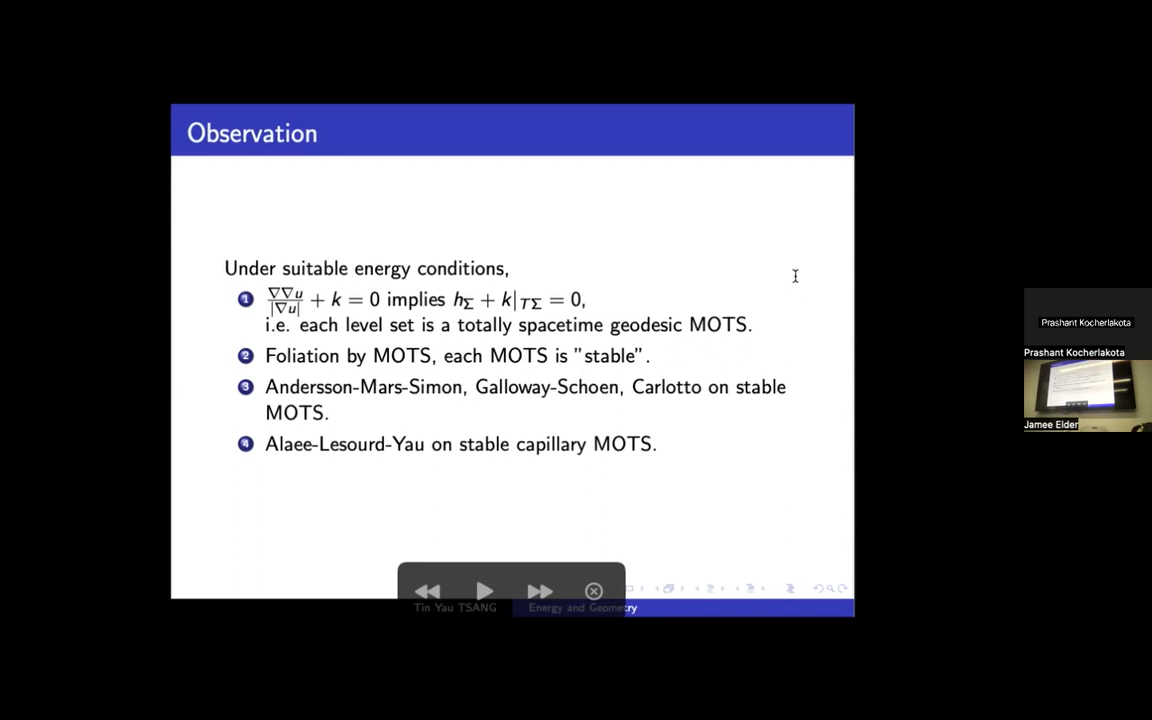 Observation
Under suitable energy conditions,
1 ∇∇u/|∇u| + k = 0 implies h_Σ + k|_TΣ = 0,
i.e. each level set is a totally spacetime geodesic MOTS.
2 Foliation by MOTS, each MOTS is "stable".
3 Andersson-Mars-Simon, Galloway-Schoen, Carlotto on stable
MOTS.
4 Alaee-Lesourd-Yau on stable capillary MOTS.
Tin Yau TSANG
Energy and Geometry
Prashant Kocherlakota
Prashant Kocherlakota
Jamee Elder